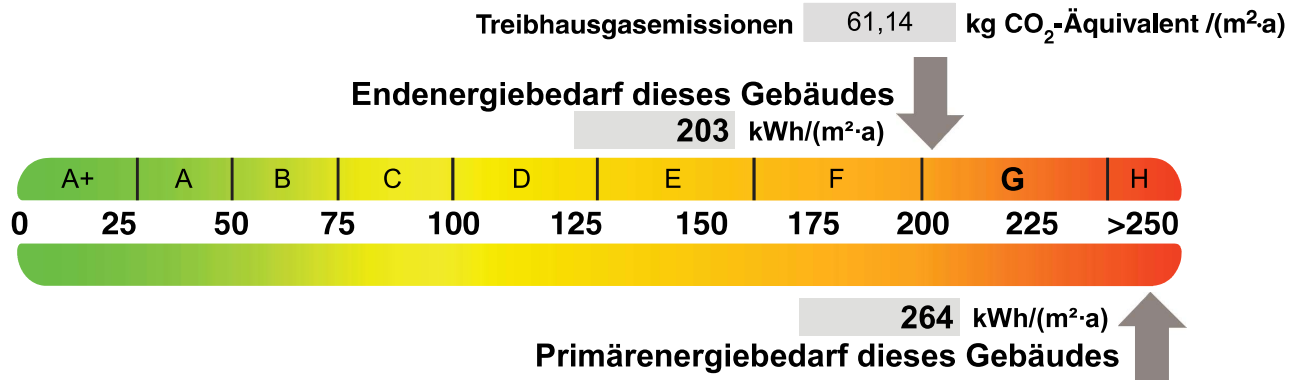 Treibhausgasemissionen 61,14 kg CO₂-Äquivalent /(m²·a)
Endenergiebedarf dieses Gebäudes
203 kWh/(m²·a)
A+ A B C D E F G H
0 25 50 75 100 125 150 175 200 225 >250
264 kWh/(m²·a)
Primärenergiebedarf dieses Gebäudes